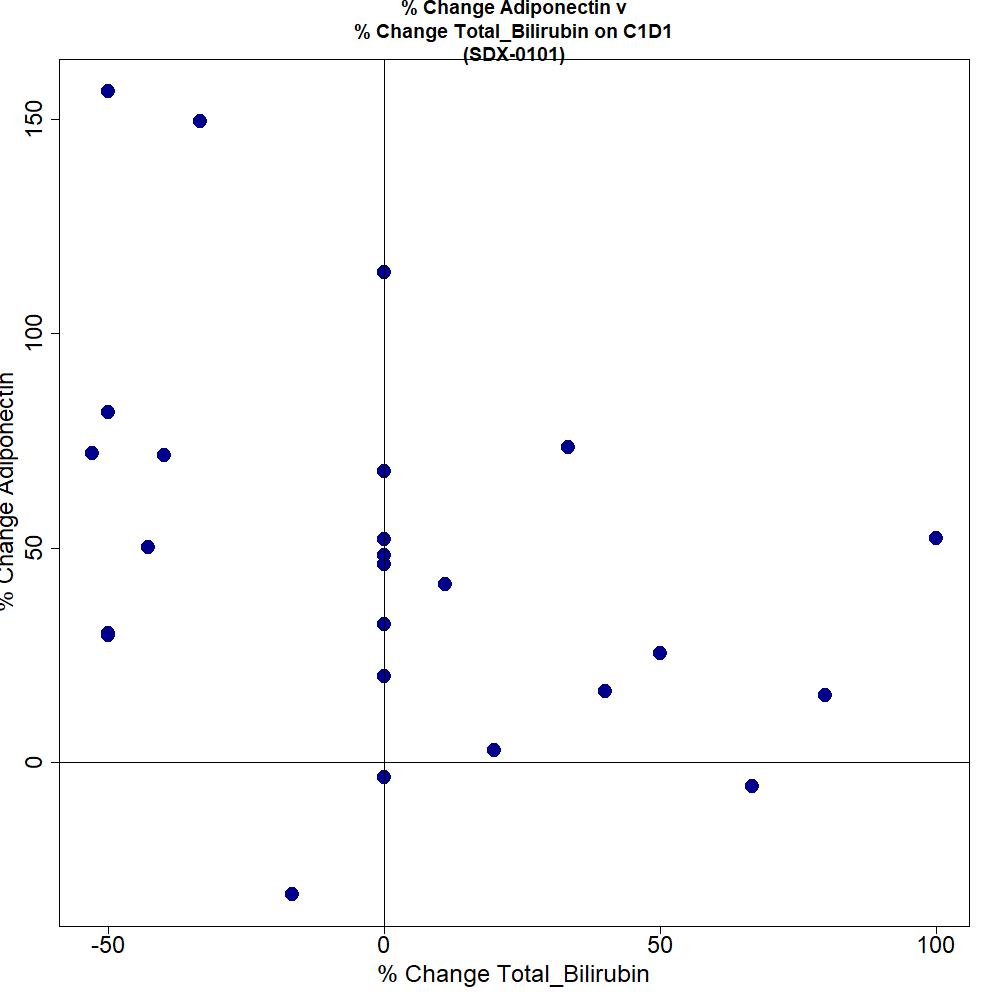 % Change Adiponectin v
% Change Total_Bilirubin on C1D1
(SDX-0101)
% Change Adiponectin
150
100
50
0
-50
0
50
100
% Change Total_Bilirubin